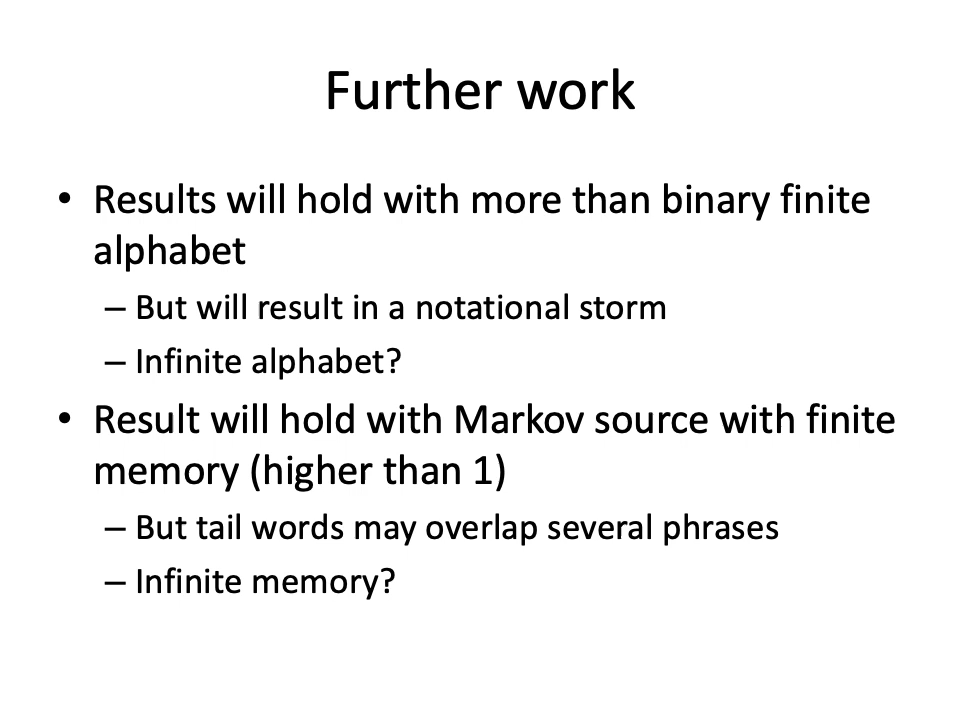 Further work
• Results will hold with more than binary finite
alphabet
– But will result in a notational storm
– Infinite alphabet?
• Result will hold with Markov source with finite
memory (higher than 1)
– But tail words may overlap several phrases
– Infinite memory?